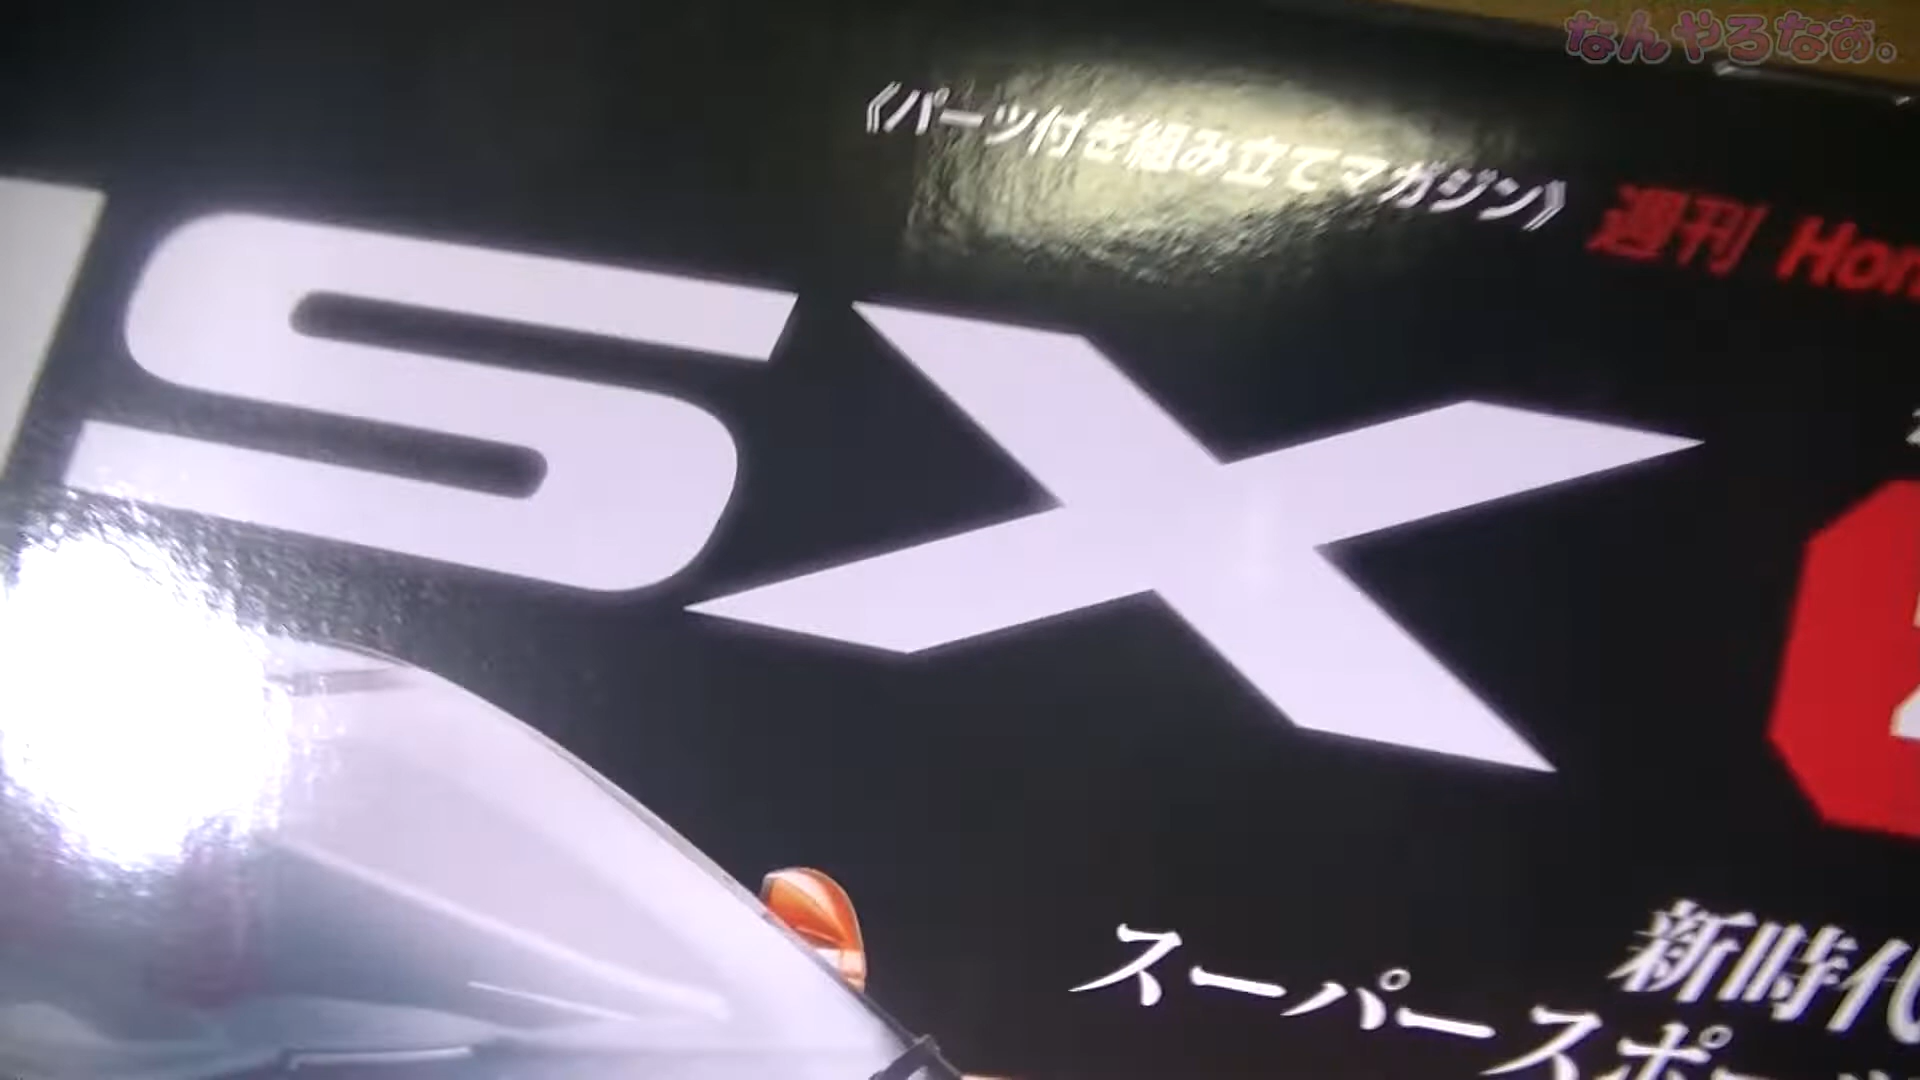 なんやろなぁ。
《パーツ付き組み立てマガジン》
週刊 Hon
SX
新時代
スーパースポー